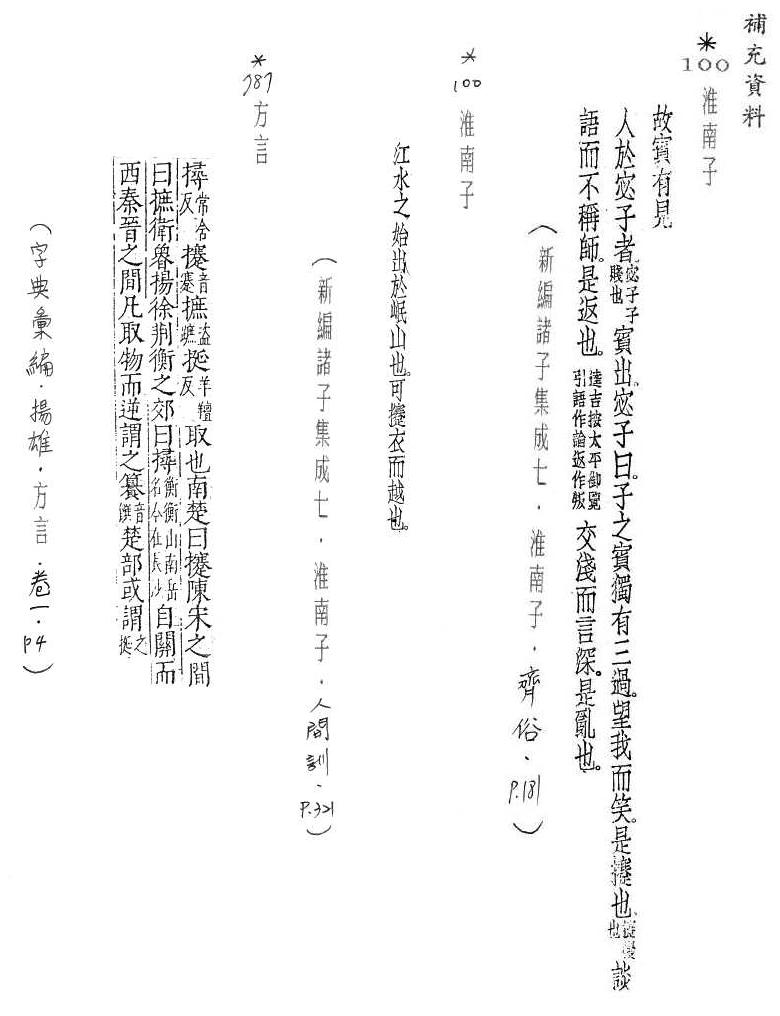 補充資料
*100 淮南子
故賓有見
人於宓子者。宓子子賤也 賓出。宓子曰。子之賓獨有三過。望我而笑。是攓也。攓慢也 談
語而不稱師。是返也。逵吉按太平御覽引語作論返作叛 交淺而言深。是亂也。
(新編諸子集成七.淮南子.齊俗.P.181)
*100 淮南子
江水之始出於岷山也。可攓衣而越也。
(新編諸子集成七.淮南子.人間訓.P.321)
*787 方言
撏常含反攓音蹇摭盜蹠挻羊羶反取也南楚曰攓陳宋之間
曰摭衛魯揚徐荊衡之郊曰撏衡衡山南岳名今在長沙自關而
西秦晉之間凡取物而逆謂之籑音饌楚部或謂之挻
(字典彙編.揚雄.方言.卷一.P4)